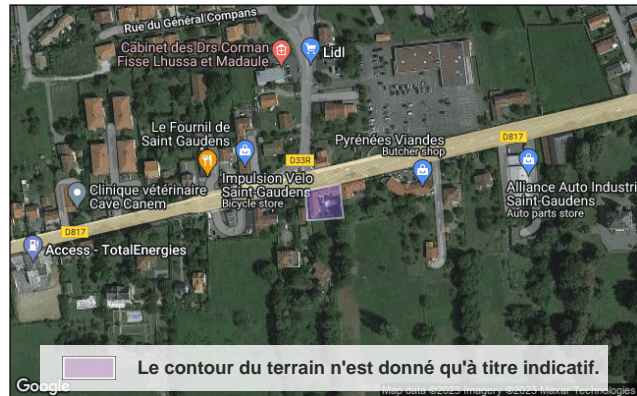 Rue du Général Compans
Cabinet des Drs Corman
Fisse Lhussa et Madaule
Lidl
Le Fournil de
Saint Gaudens
D33R
Pyrénées Viandes
Butcher shop
D817
Impulsion Vélo
Saint-Gaudens
Bicycle store
Clinique vétérinaire
Cave Canem
Alliance Auto Industri
Saint-Gaudens
Auto parts store
D817
Access - TotalEnergies
Le contour du terrain n'est donné qu'à titre indicatif.
Google
Map data ©2023 Imagery ©2023 Maxar Technologies